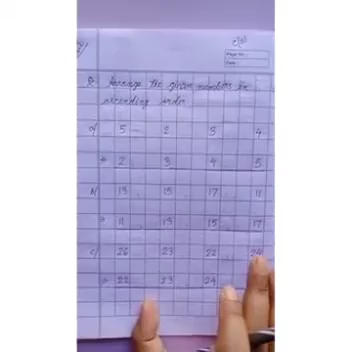 Page No.
Date
Q Arrange the given numbers in
ascending order
a) 5 2 3 4
→ 2 3 4 5
b) 13 15 17 11
→ 11 13 15 17
c) 26 23 22 24
→ 22 23 24